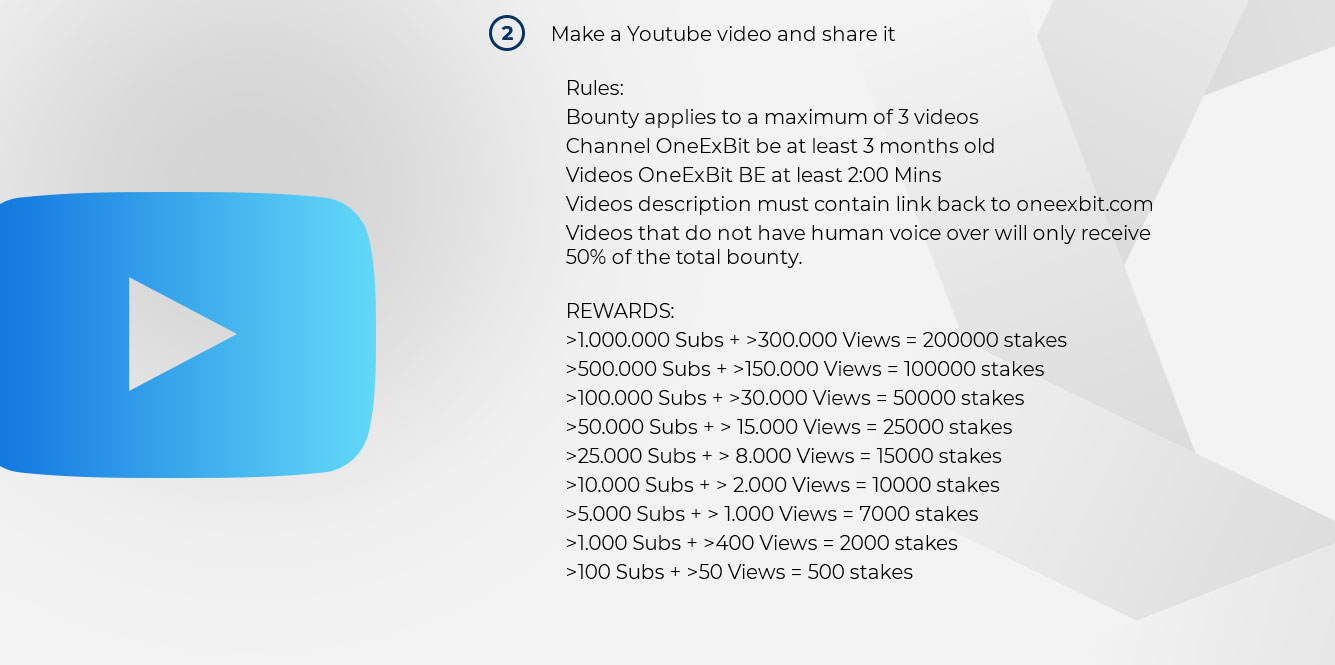 2 Make a Youtube video and share it
Rules:
Bounty applies to a maximum of 3 videos
Channel OneExBit be at least 3 months old
Videos OneExBit BE at least 2:00 Mins
Videos description must contain link back to oneexbit.com
Videos that do not have human voice over will only receive
50% of the total bounty.
REWARDS:
>1.000.000 Subs + >300.000 Views = 200000 stakes
>500.000 Subs + >150.000 Views = 100000 stakes
>100.000 Subs + >30.000 Views = 50000 stakes
>50.000 Subs + > 15.000 Views = 25000 stakes
>25.000 Subs + > 8.000 Views = 15000 stakes
>10.000 Subs + > 2.000 Views = 10000 stakes
>5.000 Subs + > 1.000 Views = 7000 stakes
>1.000 Subs + >400 Views = 2000 stakes
>100 Subs + >50 Views = 500 stakes